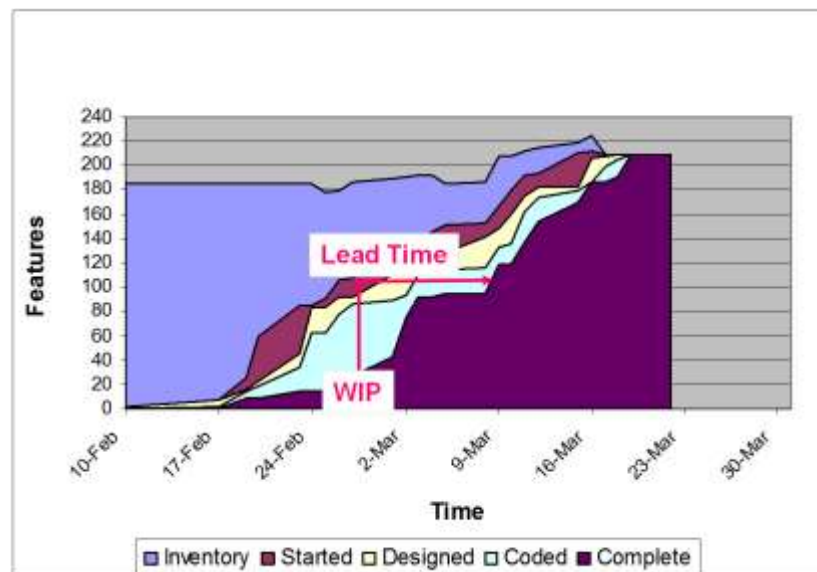 240
220
200
180
160
140
120
100
80
60
40
20
0
Features
Lead Time
WIP
10-Feb
17-Feb
24-Feb
2-Mar
9-Mar
16-Mar
23-Mar
30-Mar
Time
Inventory Started Designed Coded Complete